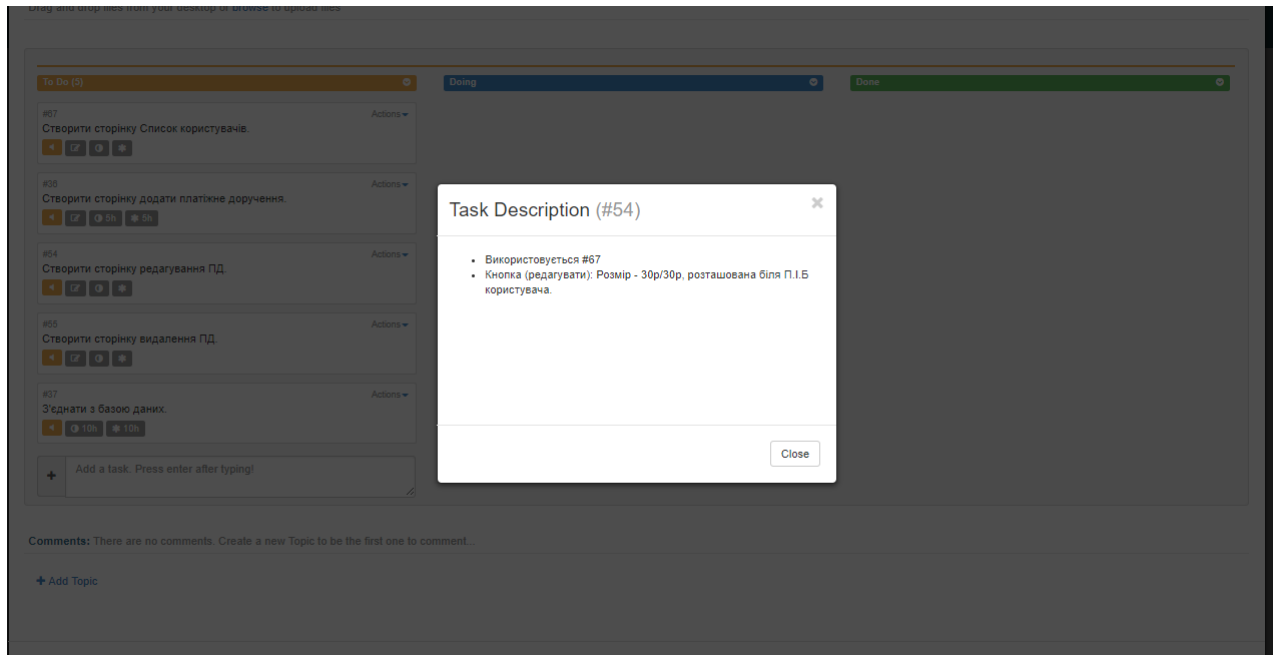 Drag and drop files from your desktop or browse to upload files
To Do (5)
Doing
Done
#67
Actions
Створити сторінку Список користувачів.
#36
Actions
Створити сторінку додати платіжне доручення.
5h
5h
#54
Actions
Створити сторінку редагування ПД.
#55
Actions
Створити сторінку видалення ПД.
#37
Actions
З'єднати з базою даних.
10h
10h
Add a task. Press enter after typing!
Task Description (#54)
Використовується #67
Кнопка (редагувати): Розмір - 30p/30p, розташована біля П.І.Б
користувача.
Close
Comments: There are no comments. Create a new Topic to be the first one to comment...
Add Topic